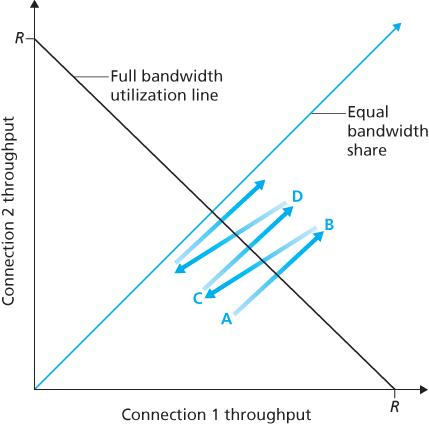 R
Full bandwidth
utilization line
Equal
bandwidth
share
Connection 2 throughput
D
B
C
A
R
Connection 1 throughput